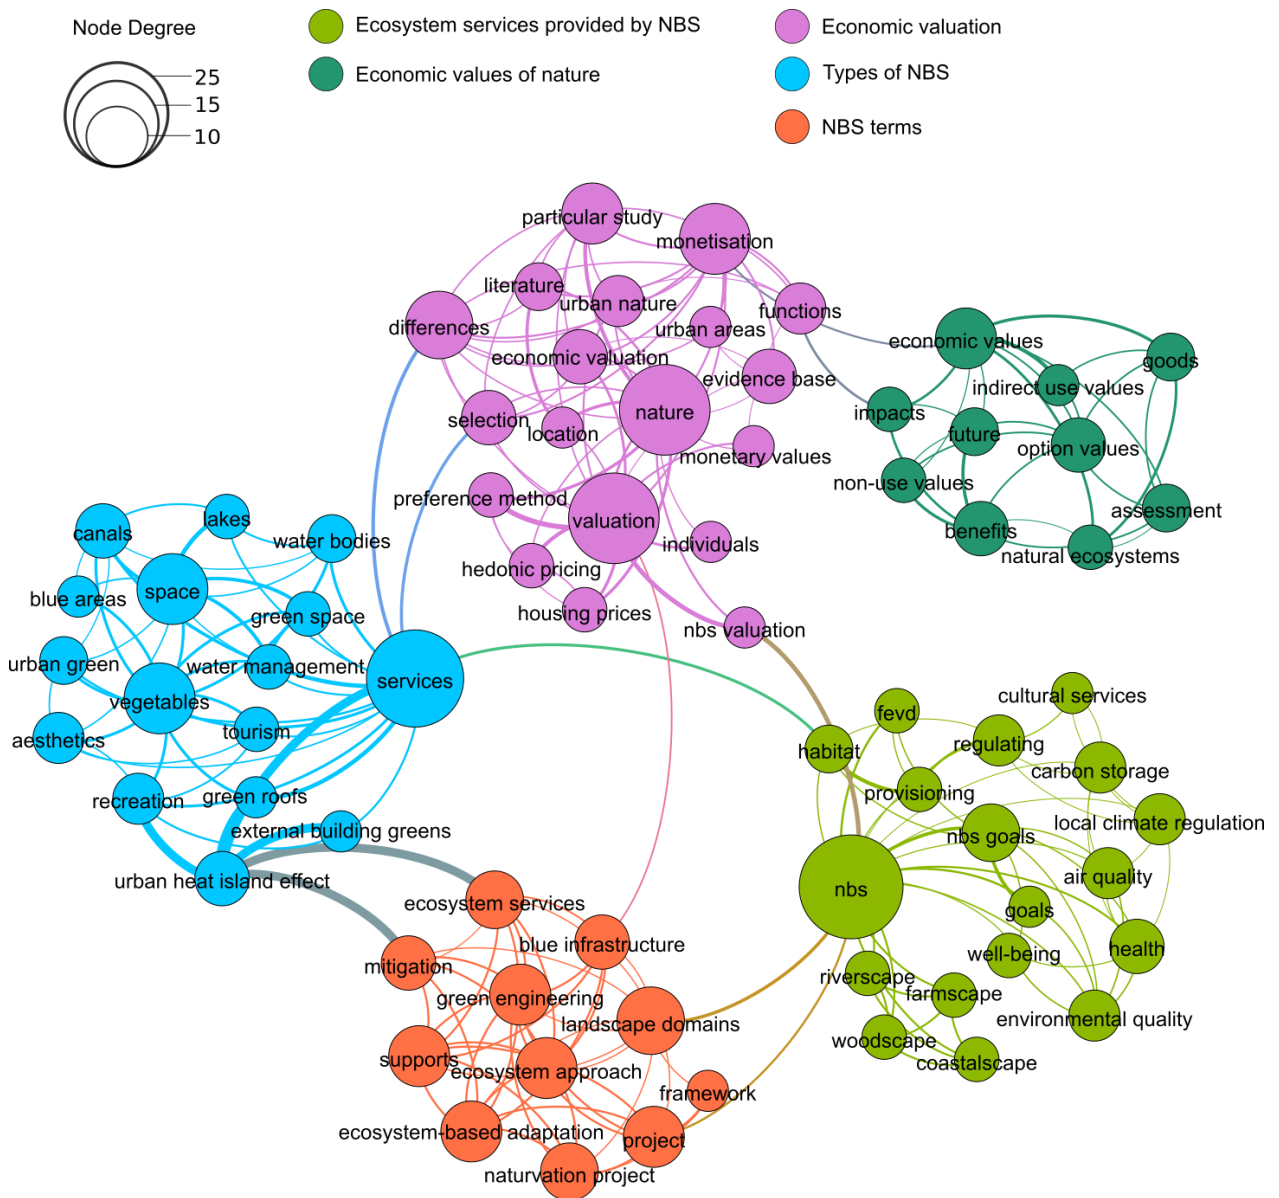 Node Degree
25
15
10
Ecosystem services provided by NBS
Economic values of nature
Economic valuation
Types of NBS
NBS terms
particular study
monetisation
literature
urban nature
functions
differences
urban areas
economic valuation
evidence base
nature
selection
location
monetary values
preference method
valuation
individuals
hedonic pricing
housing prices
nbs valuation
economic values
goods
indirect use values
impacts
future
option values
non-use values
assessment
benefits
natural ecosystems
canals
lakes
water bodies
space
blue areas
green space
urban green
water management
services
vegetables
aesthetics
tourism
recreation
green roofs
external building greens
urban heat island effect
cultural services
fevd
habitat
regulating
carbon storage
provisioning
local climate regulation
nbs goals
nbs
air quality
goals
well-being
health
riverscape
farmscape
environmental quality
woodscape
coastalscape
ecosystem services
blue infrastructure
mitigation
green engineering
landscape domains
supports
ecosystem approach
framework
ecosystem-based adaptation
project
naturvation project